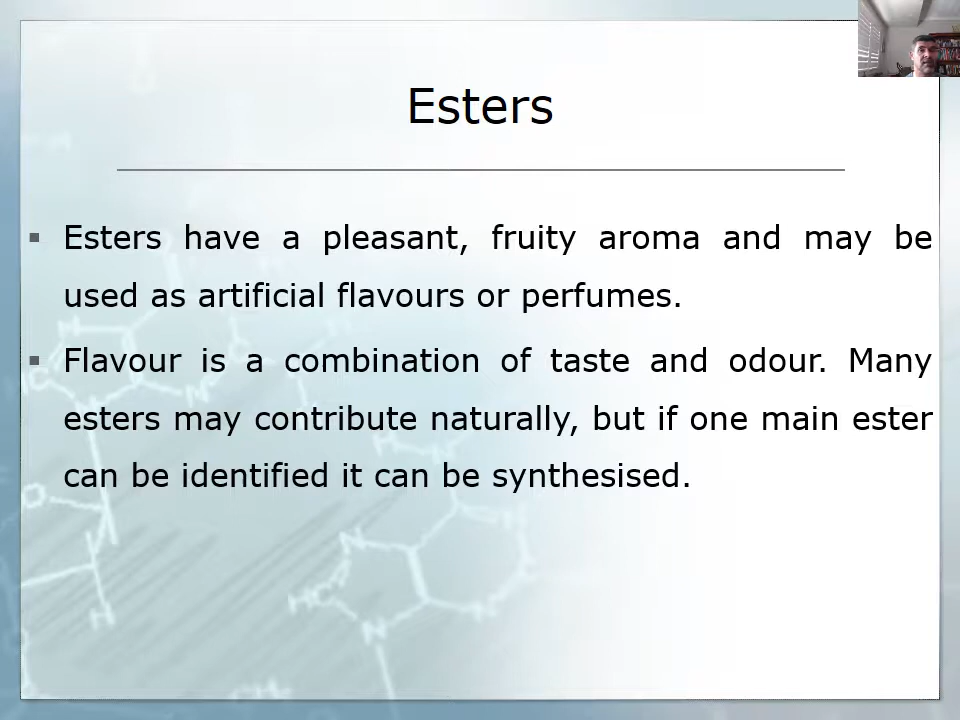 Esters
▪ Esters have a pleasant, fruity aroma and may be
used as artificial flavours or perfumes.
▪ Flavour is a combination of taste and odour. Many
esters may contribute naturally, but if one main ester
can be identified it can be synthesised.
N
N
O
H
N
HC
N
N